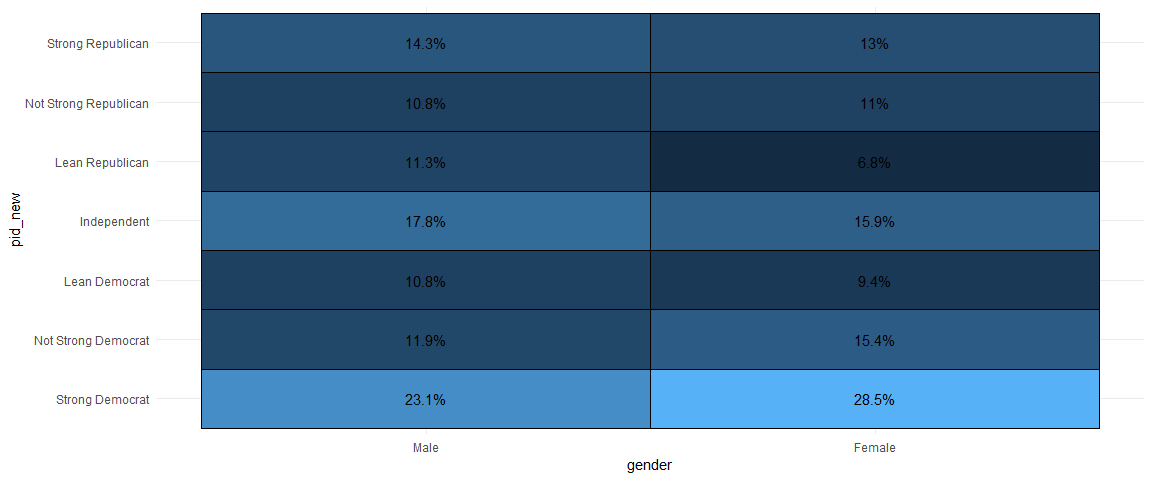 Strong Republican 14.3% 13%
Not Strong Republican 10.8% 11%
Lean Republican 11.3% 6.8%
Independent 17.8% 15.9%
Lean Democrat 10.8% 9.4%
Not Strong Democrat 11.9% 15.4%
Strong Democrat 23.1% 28.5%
Male Female
gender
pid_new